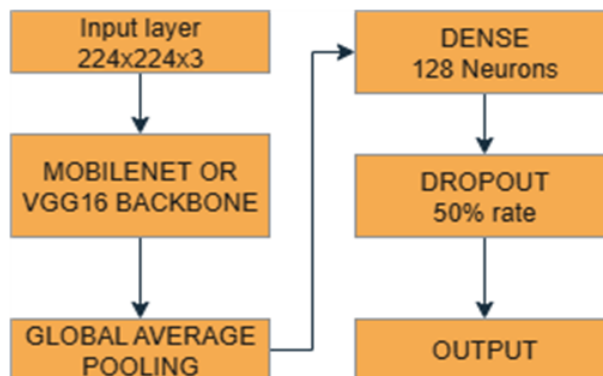 Input layer
224x224x3
MOBILENET OR
VGG16 BACKBONE
GLOBAL AVERAGE
POOLING
DENSE
128 Neurons
DROPOUT
50% rate
OUTPUT